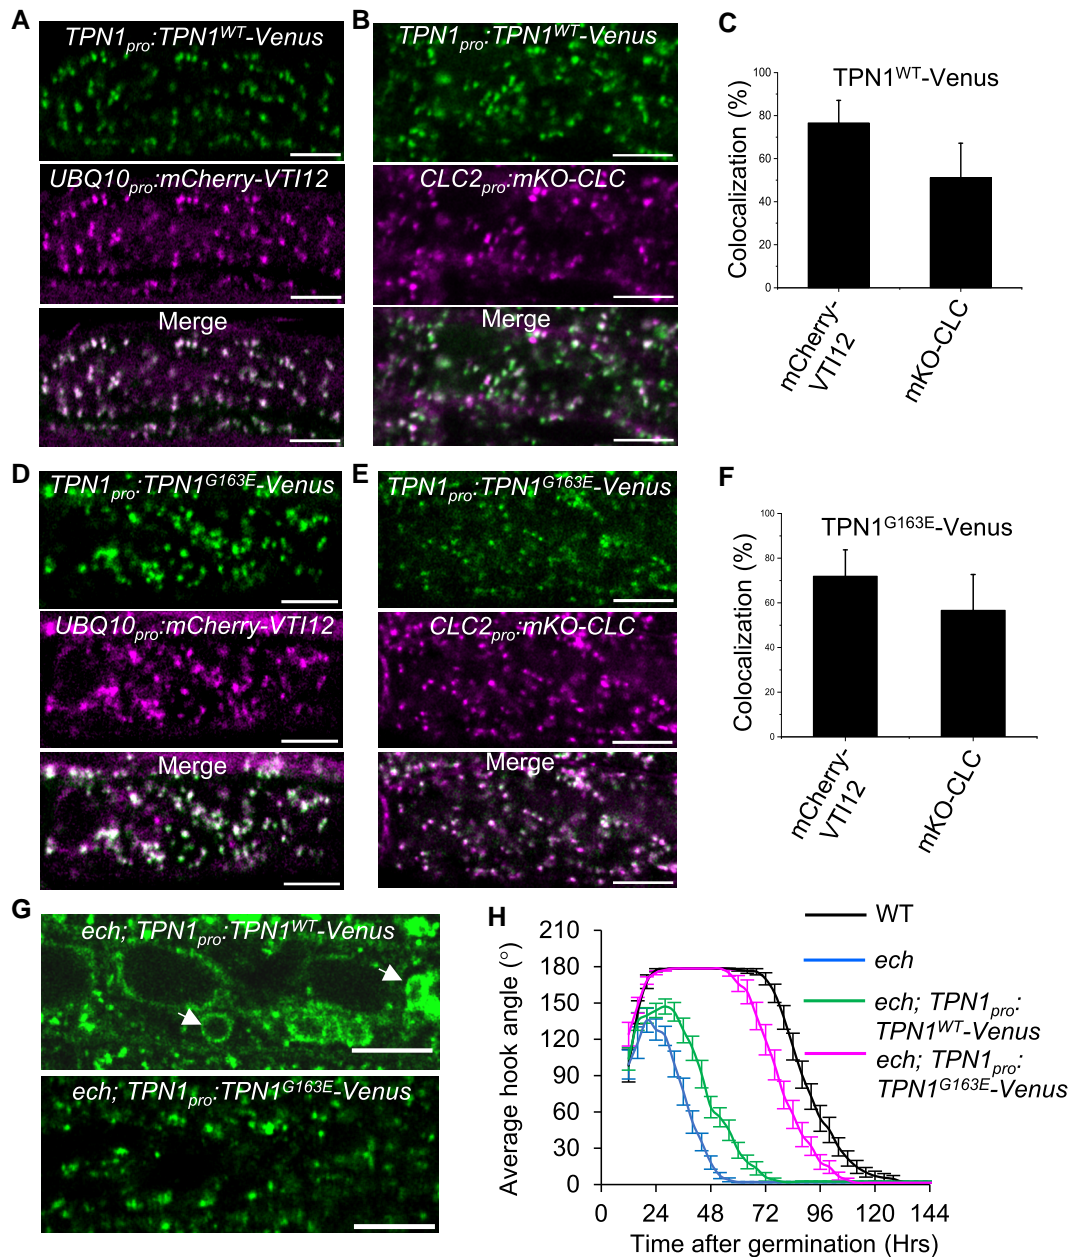 A
TPN1pro:TPN1WT-Venus
UBQ10pro:mCherry-VTI12
Merge
B
TPN1pro:TPN1WT-Venus
CLC2pro:mKO-CLC
Merge
C
TPN1WT-Venus
Colocalization (%)
100
80
60
40
20
0
mCherry-
VTI12
mKO-CLC
D
TPN1pro:TPN1G163E-Venus
UBQ10pro:mCherry-VTI12
Merge
E
TPN1pro:TPN1G163E-Venus
CLC2pro:mKO-CLC
Merge
F
TPN1G163E-Venus
Colocalization (%)
100
80
60
40
20
0
mCherry-
VTI12
mKO-CLC
G
ech; TPN1pro:TPN1WT-Venus
ech; TPN1pro:TPN1G163E-Venus
H
Average hook angle (°)
210
180
150
120
90
60
30
0
0 24 48 72 96 120 144
Time after germination (Hrs)
WT
ech
ech; TPN1pro:
TPN1WT-Venus
ech; TPN1pro:
TPN1G163E-Venus